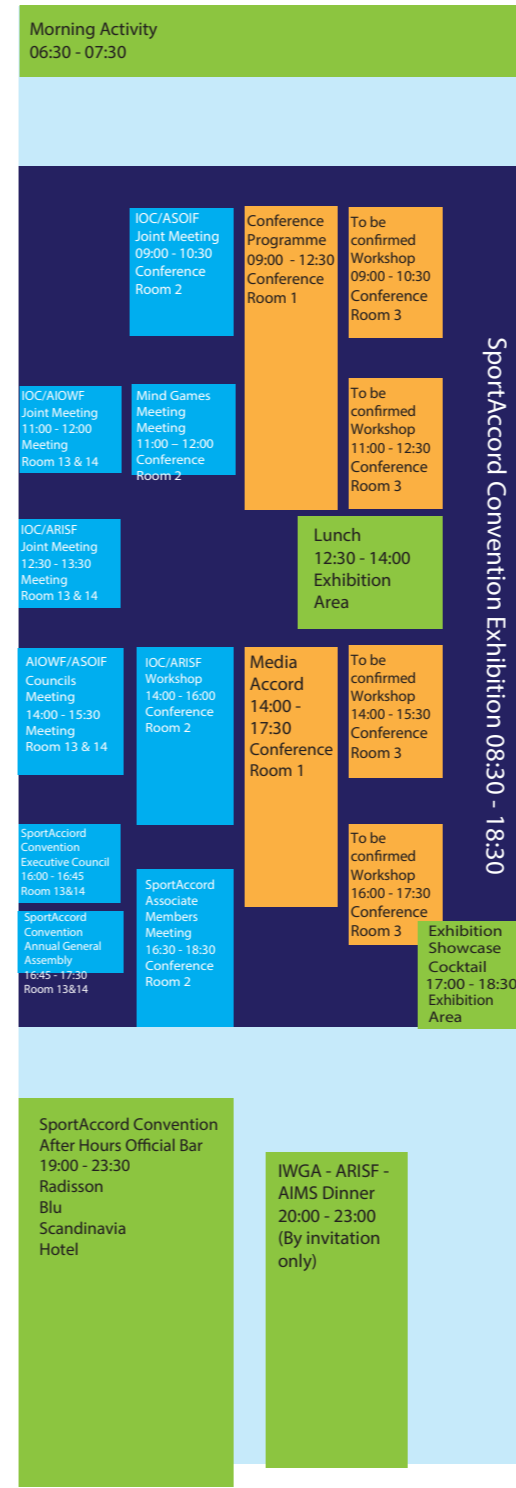 Morning Activity
06:30 - 07:30
IOC/ASOIF
Joint Meeting
09:00 - 10:30
Conference
Room 2
Conference
Programme
09:00 - 12:30
Conference
Room 1
To be
confirmed
Workshop
09:00 - 10:30
Conference
Room 3
SportAccord Convention Exhibition 08:30 - 18:30
IOC/AIOWF
Joint Meeting
11:00 - 12:00
Meeting
Room 13 & 14
Mind Games
Meeting
Meeting
11:00 – 12:00
Conference
Room 2
To be
confirmed
Workshop
11:00 - 12:30
Conference
Room 3
IOC/ARISF
Joint Meeting
12:30 - 13:30
Meeting
Room 13 & 14
Lunch
12:30 - 14:00
Exhibition
Area
AIOWF/ASOIF
Councils
Meeting
14:00 - 15:30
Meeting
Room 13 & 14
IOC/ARISF
Workshop
14:00 - 16:00
Conference
Room 2
Media
Accord
14:00 -
17:30
Conference
Room 1
To be
confirmed
Workshop
14:00 - 15:30
Conference
Room 3
SportAcciord
Convention
Executive Council
16:00 - 16:45
Room 13&14
SportAccord
Convention
Annual General
Assembly
16:45 - 17:30
Room 13&14
SportAccord
Associate
Members
Meeting
16:30 - 18:30
Conference
Room 2
To be
confirmed
Workshop
16:00 - 17:30
Conference
Room 3
Exhibition
Showcase
Cocktail
17:00 - 18:30
Exhibition
Area
SportAccord Convention
After Hours Official Bar
19:00 - 23:30
Radisson
Blu
Scandinavia
Hotel
IWGA - ARISF -
AIMS Dinner
20:00 - 23:00
(By invitation
only)